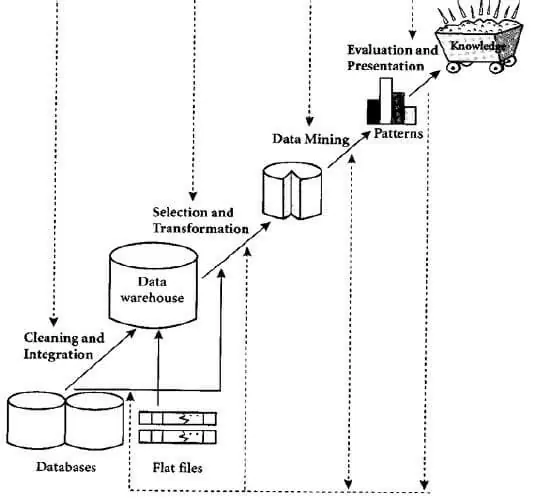 Evaluation and
Presentation
Knowledge
Patterns
Data Mining
Selection and
Transformation
Data
warehouse
Cleaning and
Integration
Databases
Flat files